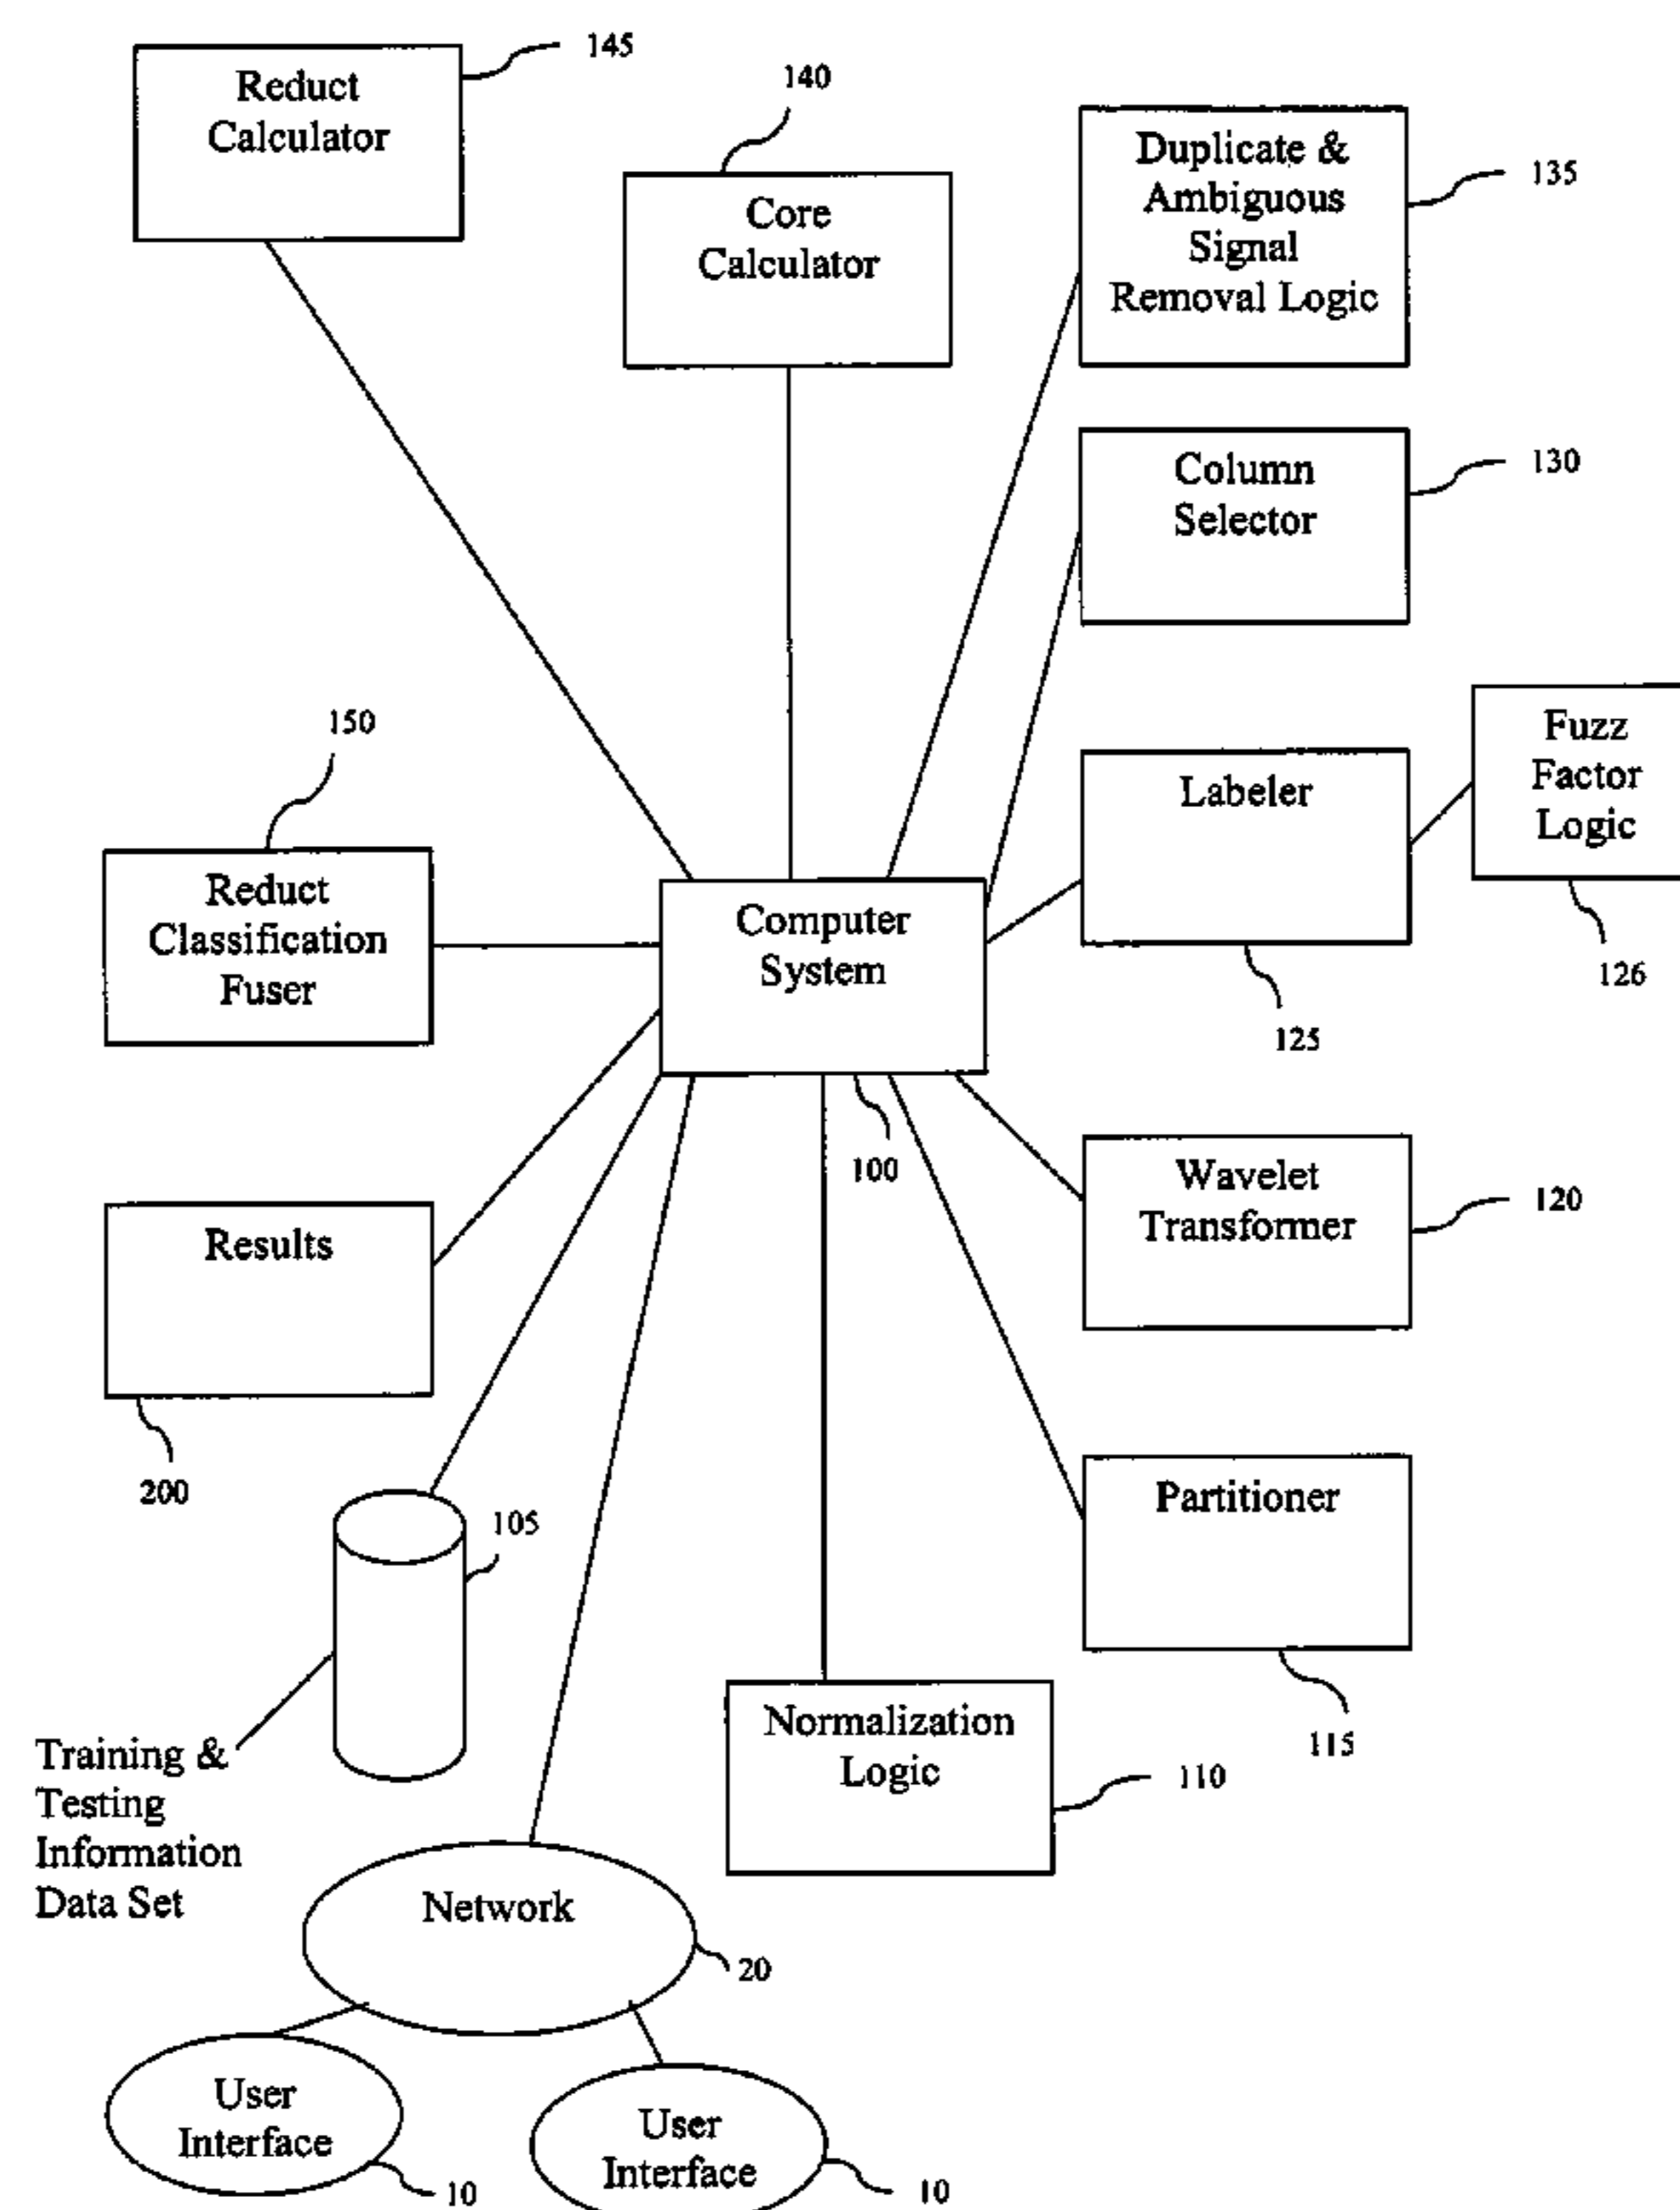 145
Reduct
Calculator
140
Core
Calculator
Duplicate &
Ambiguous
Signal
Removal Logic
135
Column
Selector
130
Fuzz
Factor
Logic
126
Labeler
125
150
Reduct
Classification
Fuser
Computer
System
100
Wavelet
Transformer
120
Results
200
105
Partitioner
115
Training &
Testing
Information
Data Set
Normalization
Logic
110
Network
20
User
Interface
10
User
Interface
10